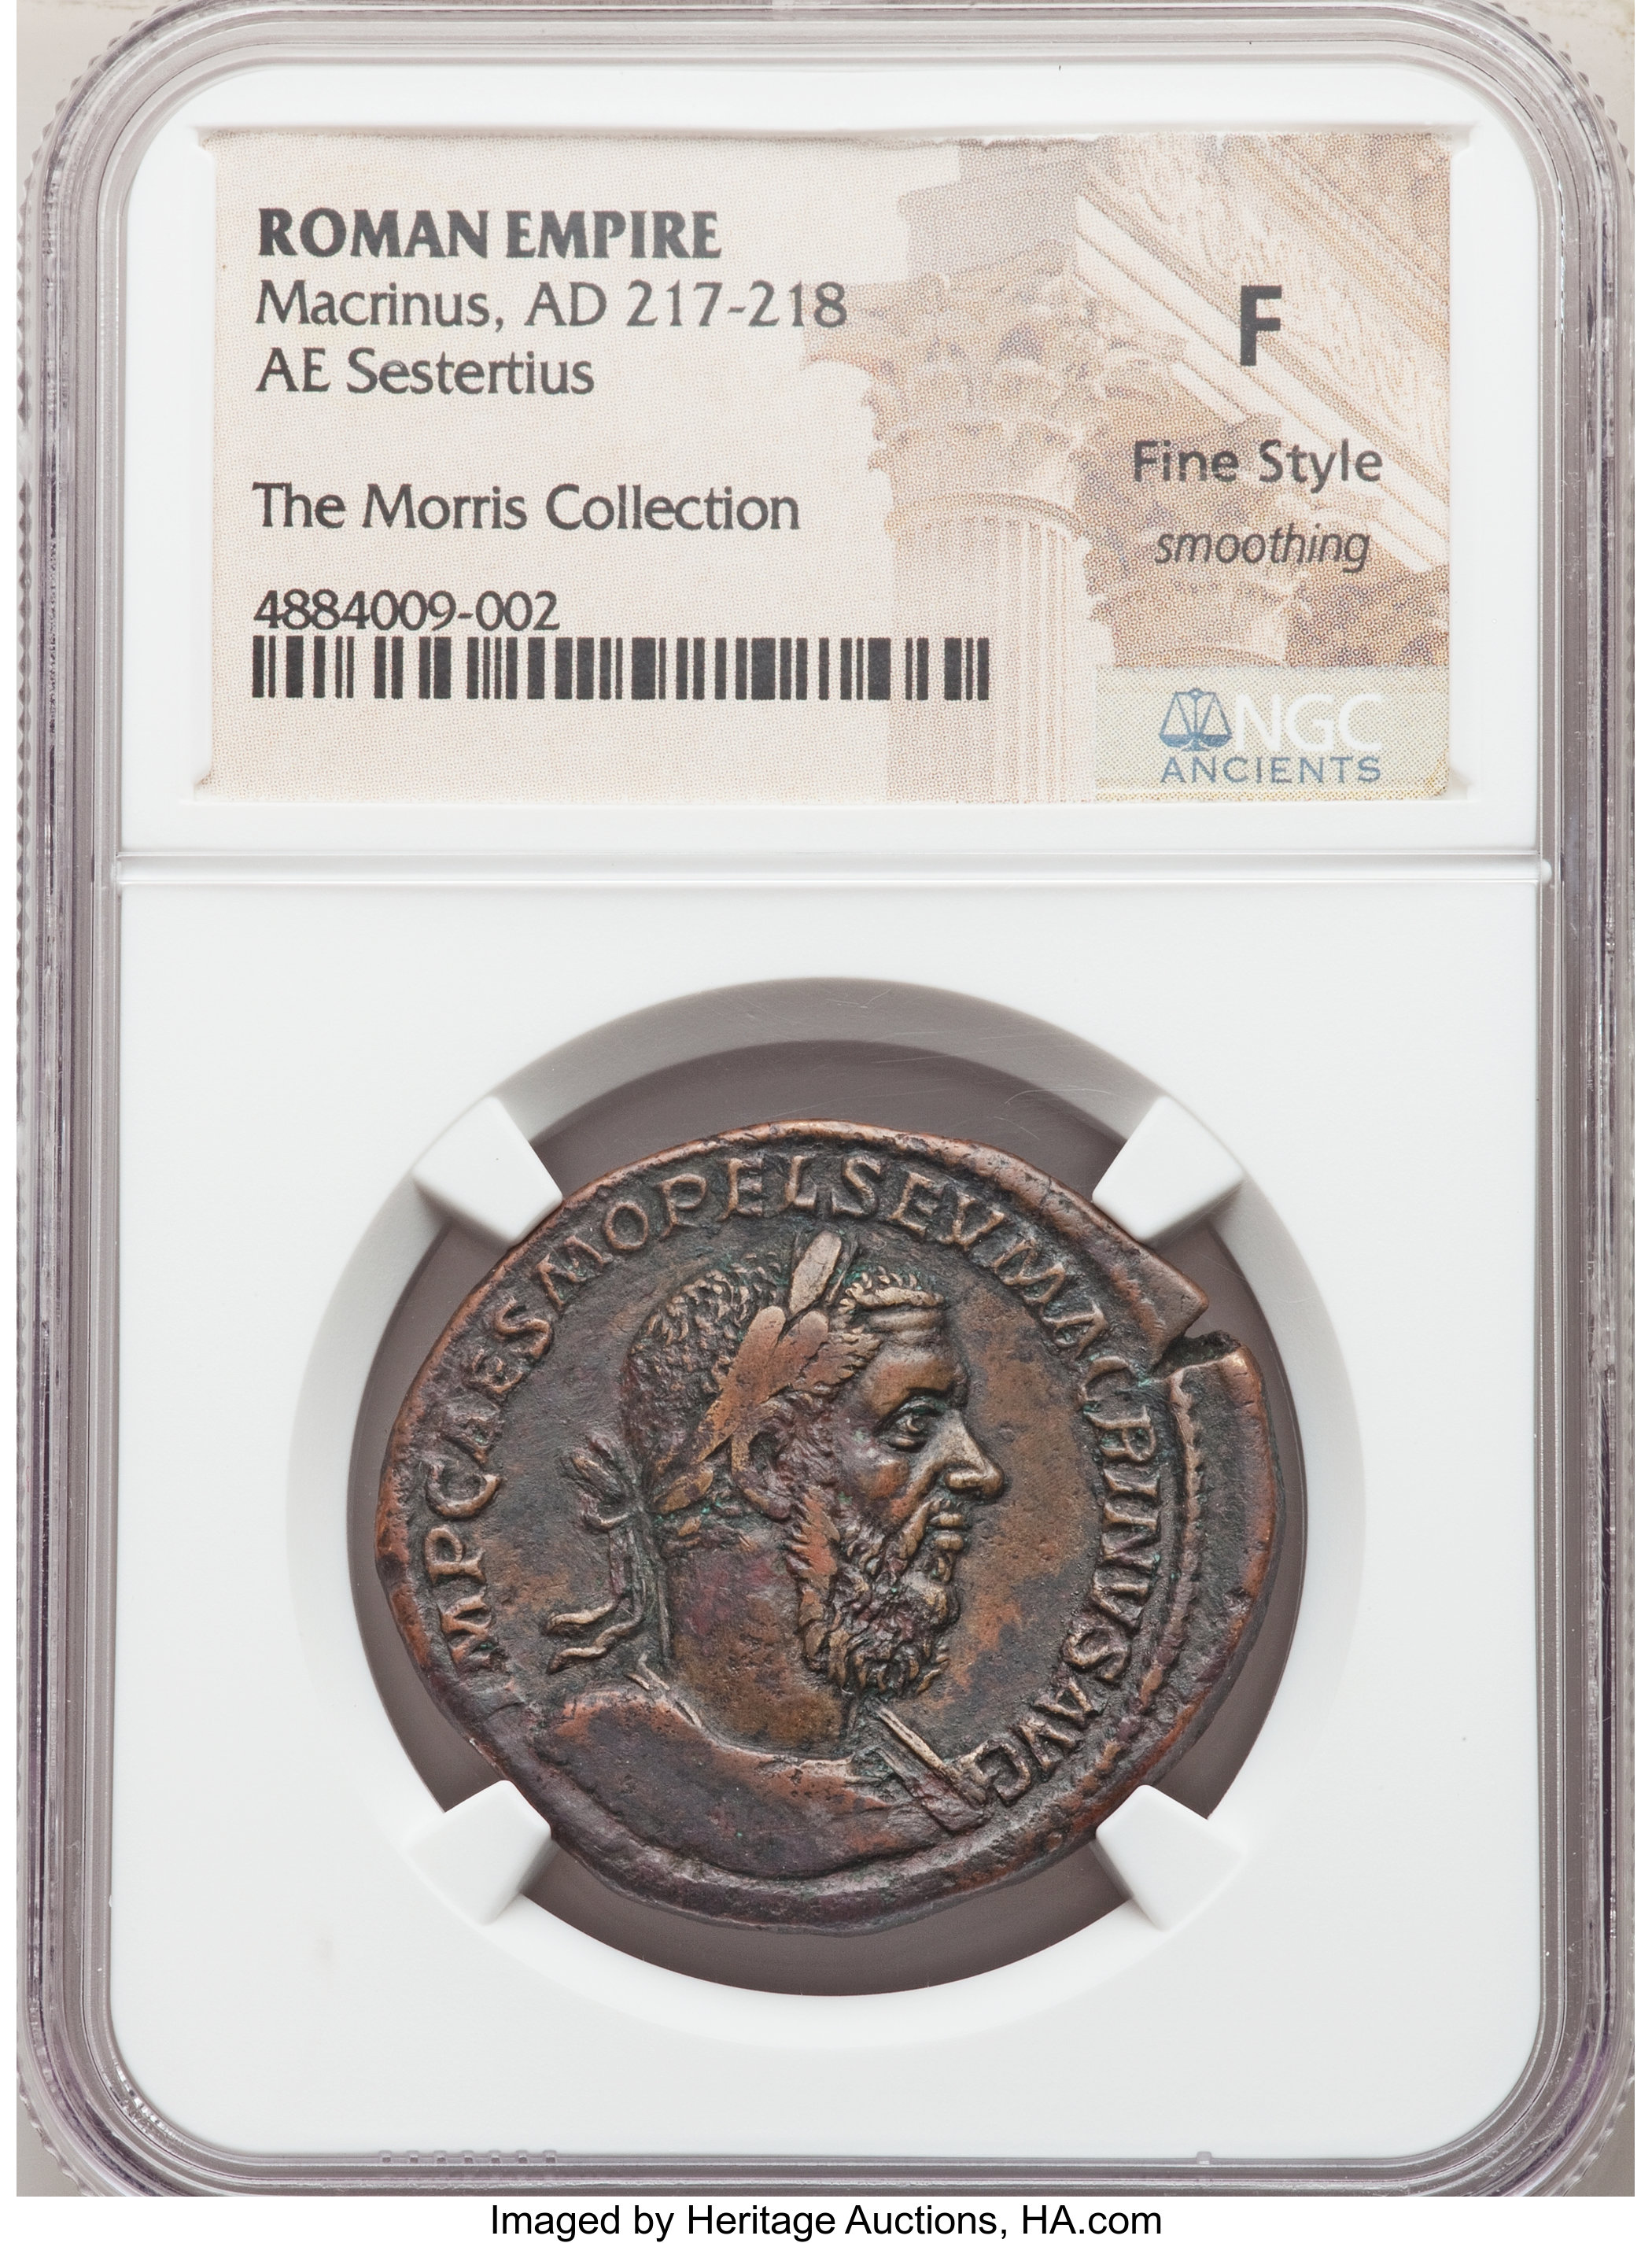 ROMAN EMPIRE
Macrinus, AD 217-218
AE Sestertius
The Morris Collection
4884009-002
F
Fine Style
smoothing
NGC
ANCIENTS
IMPCAESMOPELSEVMACRINVSAVG
Imaged by Heritage Auctions, HA.com